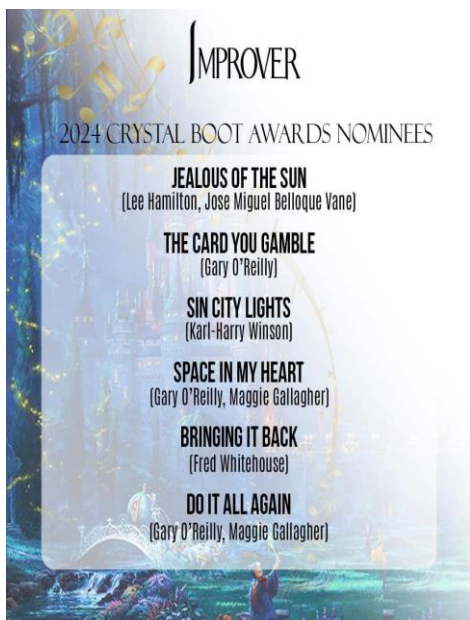 IMPROVER
2024 CRYSTAL BOOT AWARDS NOMINEES
JEALOUS OF THE SUN
(Lee Hamilton, Jose Miguel Belloque Vane)
THE CARD YOU GAMBLE
(Gary O'Reilly)
SIN CITY LIGHTS
(Karl-Harry Winson)
SPACE IN MY HEART
(Gary O'Reilly, Maggie Gallagher)
BRINGING IT BACK
(Fred Whitehouse)
DO IT ALL AGAIN
(Gary O'Reilly, Maggie Gallagher)